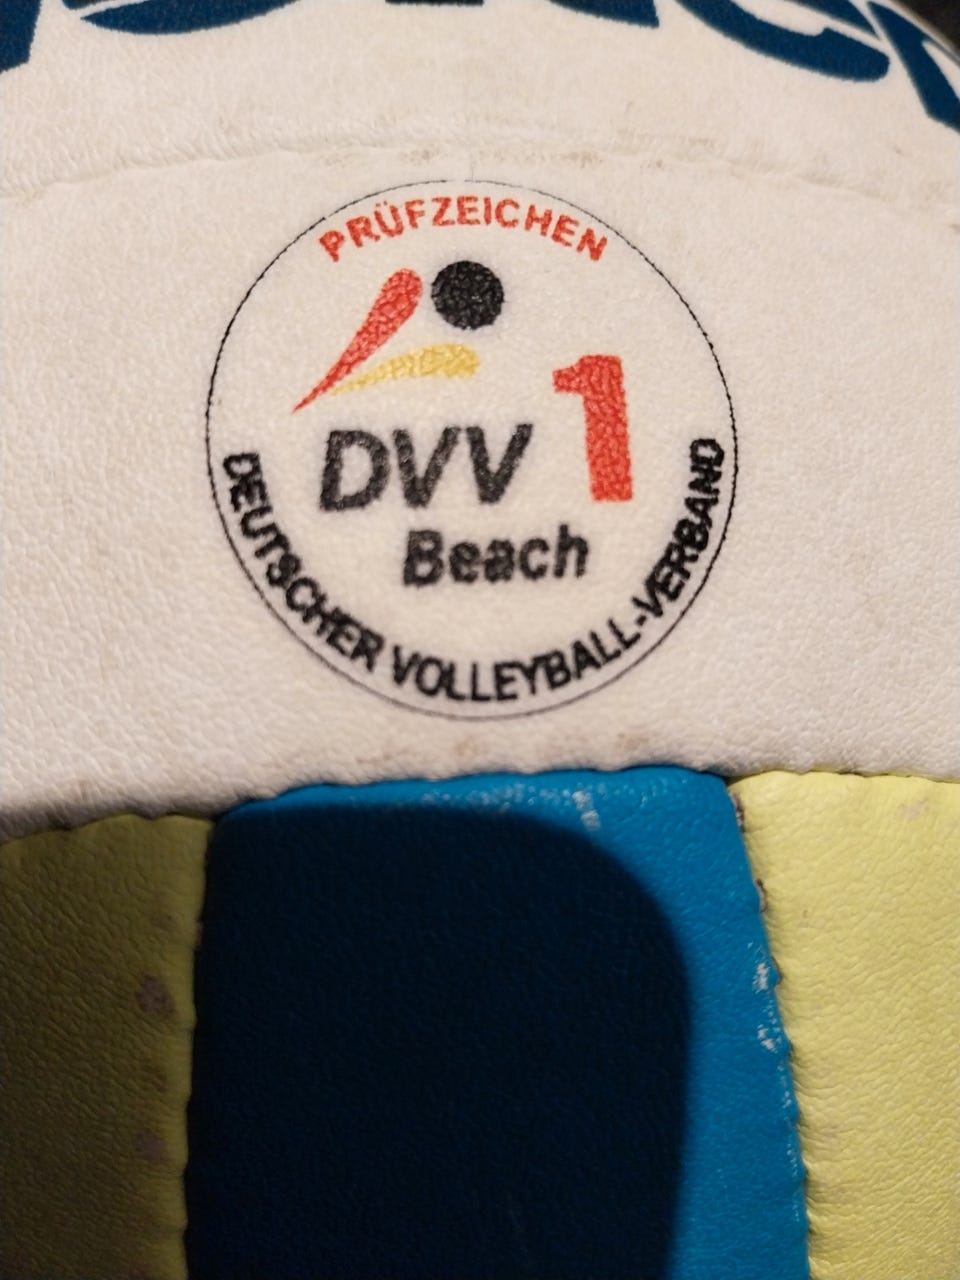 PRÜFZEICHEN
DVV 1
Beach
DEUTSCHER VOLLEYBALL-VERBAND